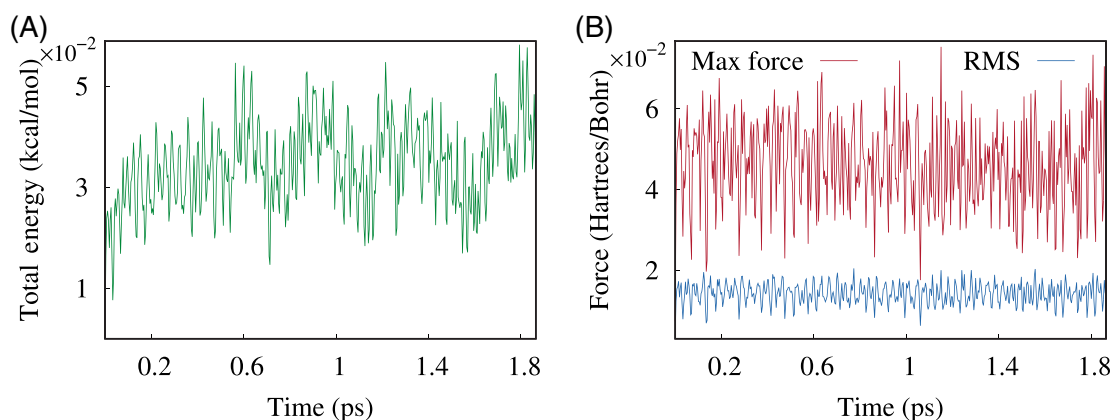 (A)
×10⁻²
Total energy (kcal/mol)
5
3
1
0.2
0.6
1
1.4
1.8
Time (ps)
(B)
×10⁻²
Max force
RMS
Force (Hartrees/Bohr)
6
4
2
0.2
0.6
1
1.4
1.8
Time (ps)